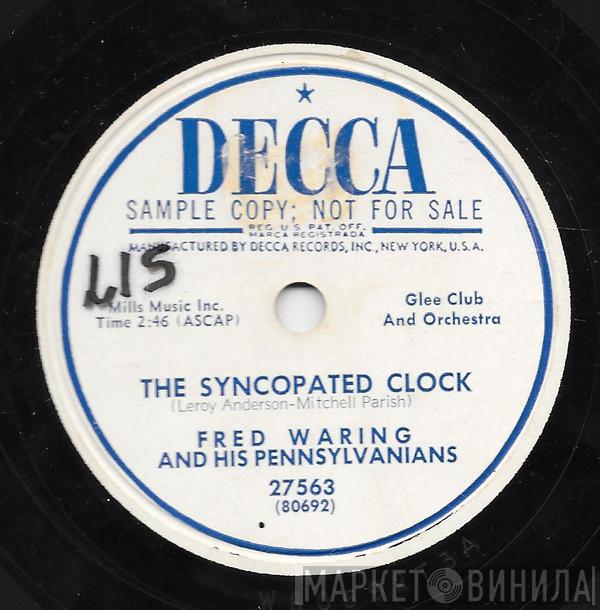 DECCA
SAMPLE COPY; NOT FOR SALE
REG. U.S. PAT. OFF.
MARCA REGISTRADA
MANUFACTURED BY DECCA RECORDS, INC., NEW YORK, U.S.A.
L15
Mills Music Inc.
Time 2:46 (ASCAP)
Glee Club
And Orchestra
THE SYNCOPATED CLOCK
(Leroy Anderson-Mitchell Parish)
FRED WARING
AND HIS PENNSYLVANIANS
27563
(80692)
МАРКЕТ ВИНИЛА